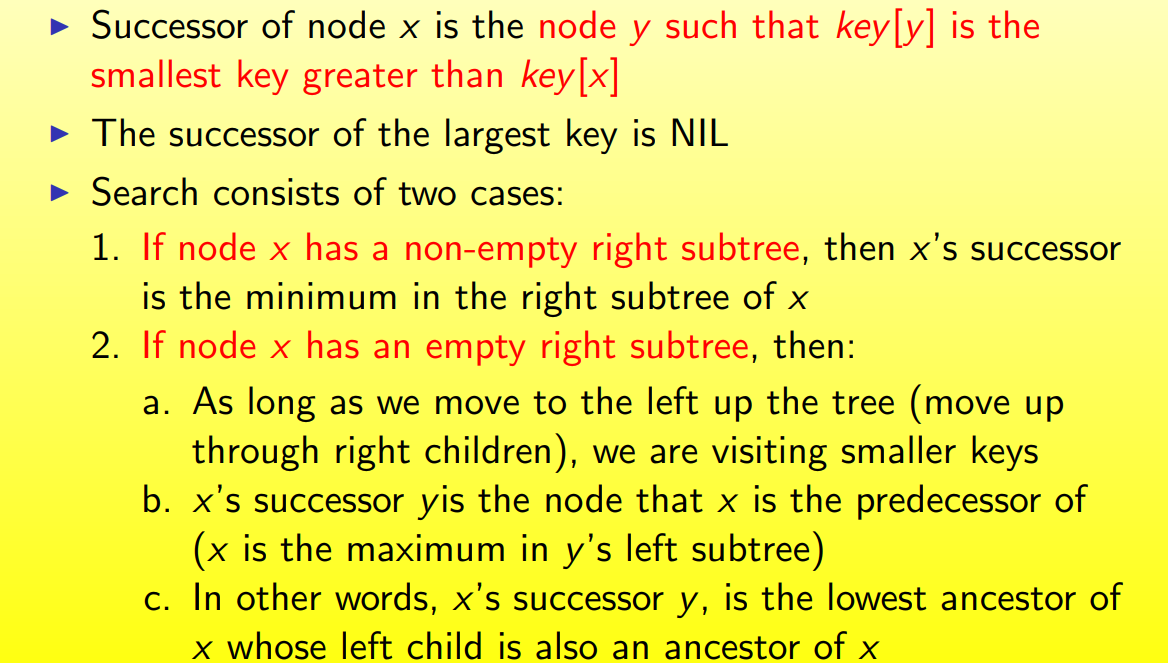 Successor of node x is the node y such that key[y] is the
smallest key greater than key[x]
The successor of the largest key is NIL
Search consists of two cases:
1. If node x has a non-empty right subtree, then x's successor
is the minimum in the right subtree of x
2. If node x has an empty right subtree, then:
a. As long as we move to the left up the tree (move up
through right children), we are visiting smaller keys
b. x's successor yis the node that x is the predecessor of
(x is the maximum in y's left subtree)
c. In other words, x's successor y, is the lowest ancestor of
x whose left child is also an ancestor of x